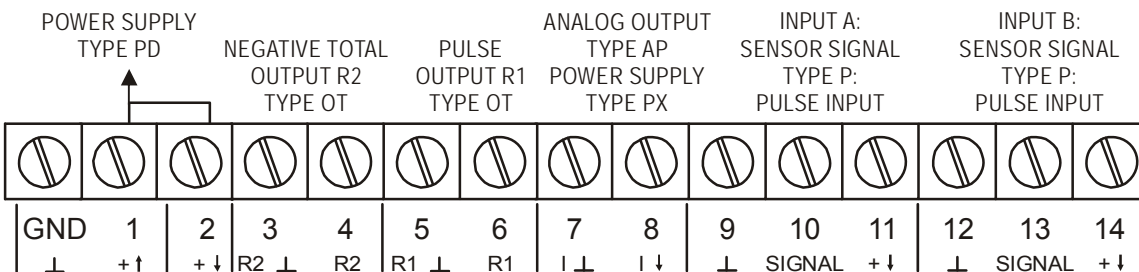 POWER SUPPLY
TYPE PD
NEGATIVE TOTAL
OUTPUT R2
TYPE OT
PULSE
OUTPUT R1
TYPE OT
ANALOG OUTPUT
TYPE AP
POWER SUPPLY
TYPE PX
INPUT A:
SENSOR SIGNAL
TYPE P:
PULSE INPUT
INPUT B:
SENSOR SIGNAL
TYPE P:
PULSE INPUT
GND 1 2 3 4 5 6 7 8 9 10 11 12 13 14
⊥ +↑ +↓ R2 ⊥ R2 R1 ⊥ R1 I ⊥ I ↓ ⊥ SIGNAL +↓ ⊥ SIGNAL +↓